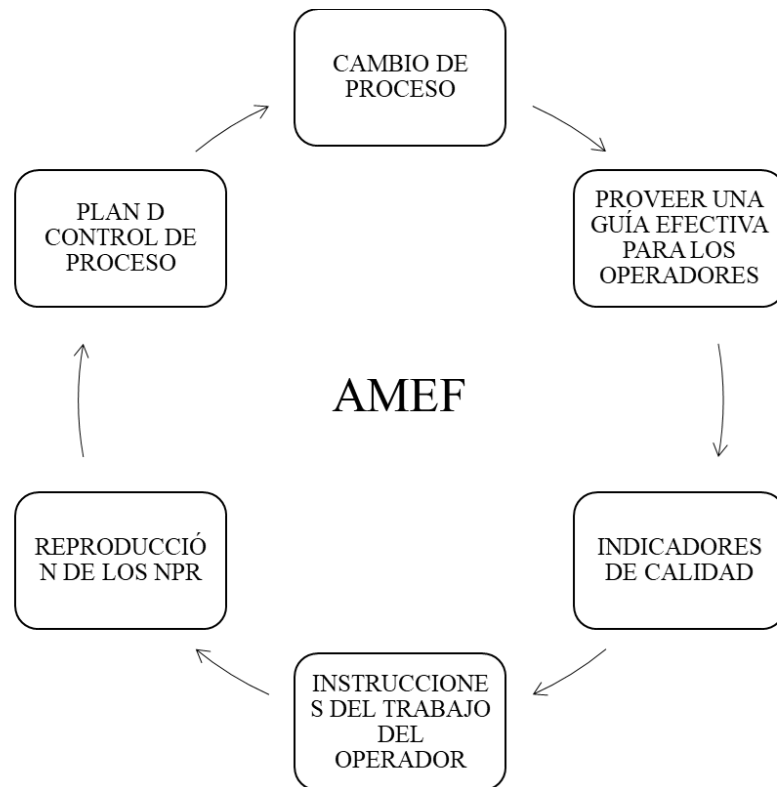 CAMBIO DE
PROCESO
PROVEER UNA
GUÍA EFECTIVA
PARA LOS
OPERADORES
INDICADORES
DE CALIDAD
INSTRUCCIONE
S DEL TRABAJO
DEL
OPERADOR
REPRODUCCIÓ
N DE LOS NPR
PLAN D
CONTROL DE
PROCESO
AMEF